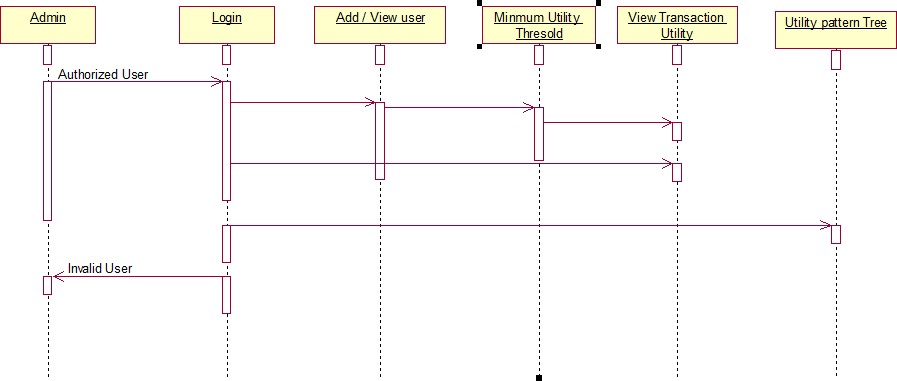 Admin
Login
Add / View user
Minmum Utility
Thresold
View Transaction
Utility
Utility pattern Tree
Authorized User
Invalid User